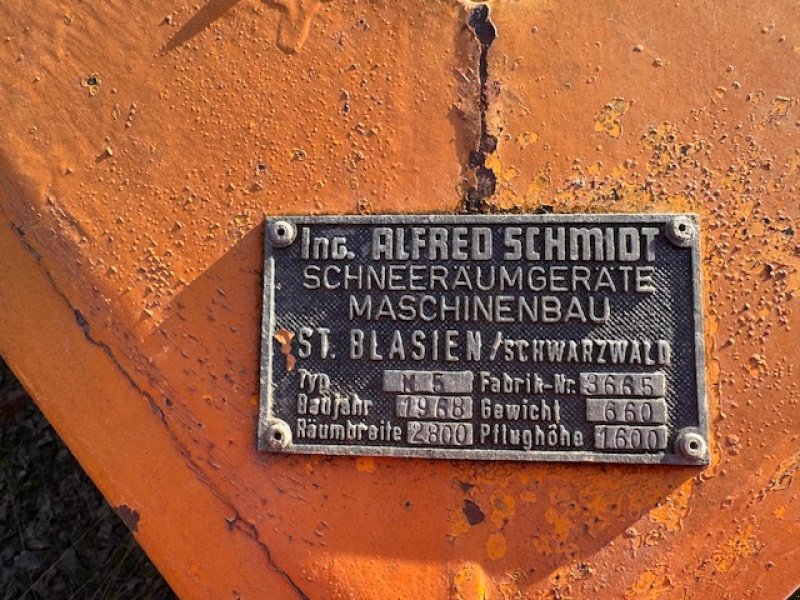 Ing. ALFRED SCHMIDT
SCHNEERÄUMGERÄTE
MASCHINENBAU
ST. BLASIEN/SCHWARZWALD
Typ M 5 Fabrik-Nr. 3665
Baujahr 1968 Gewicht 660
Räumbreite 2800 Pflughöhe 1600